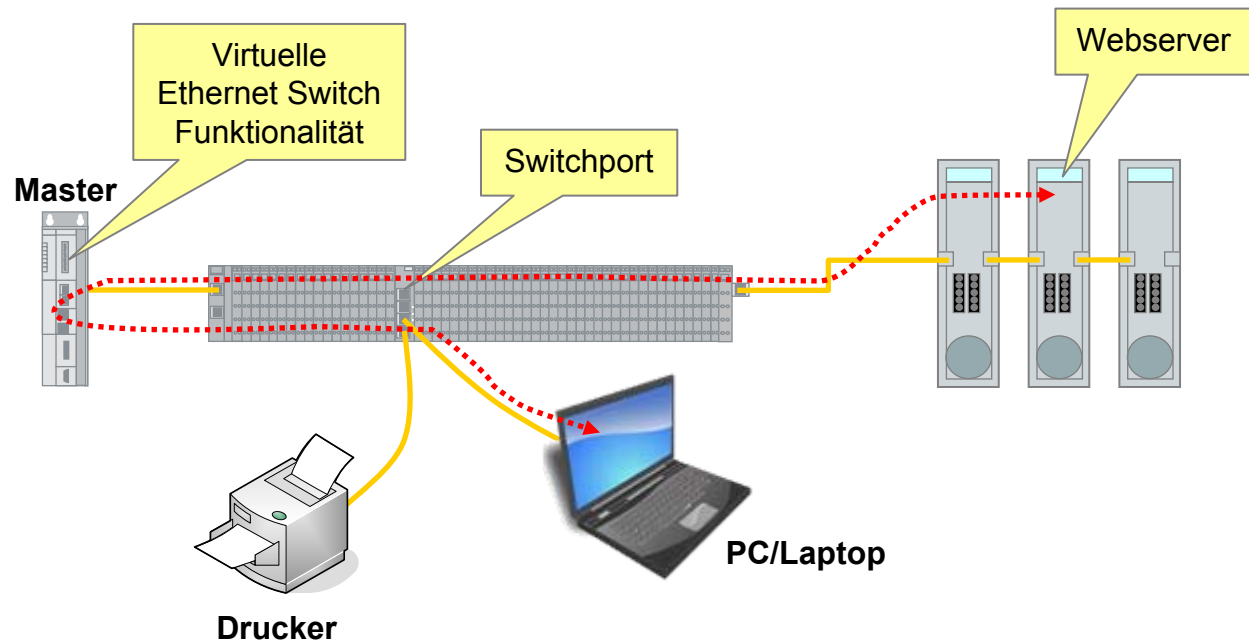 Virtuelle
Ethernet Switch
Funktionalität
Webserver
Switchport
Master
PC/Laptop
Drucker